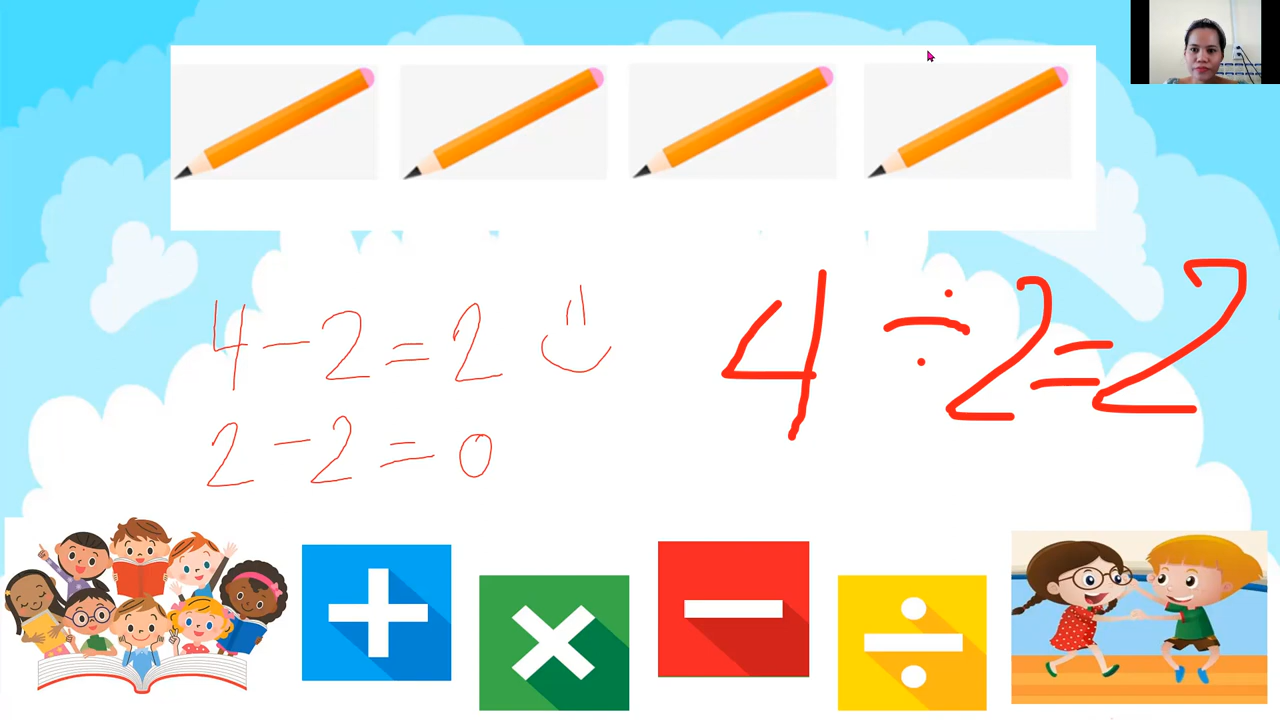 4 - 2 = 2
2 - 2 = 0
4 ÷ 2 = 2
+ × - ÷